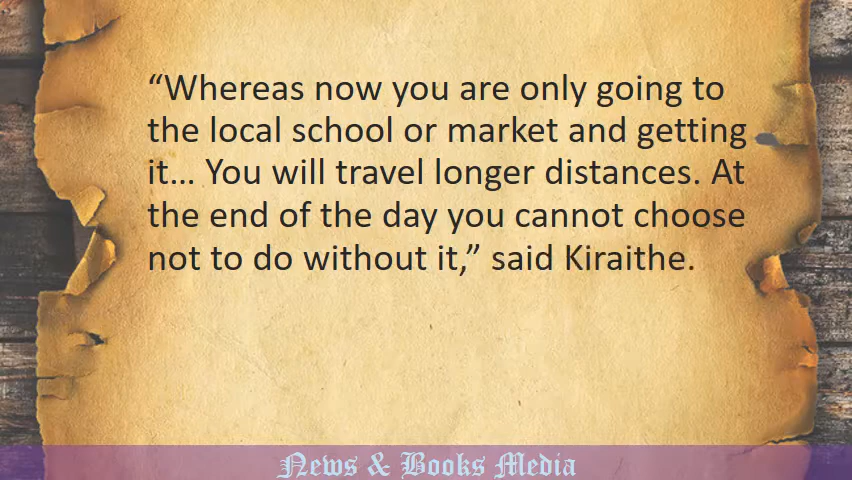 “Whereas now you are only going to
the local school or market and getting
it… You will travel longer distances. At
the end of the day you cannot choose
not to do without it,” said Kiraithe.
News & Books Media